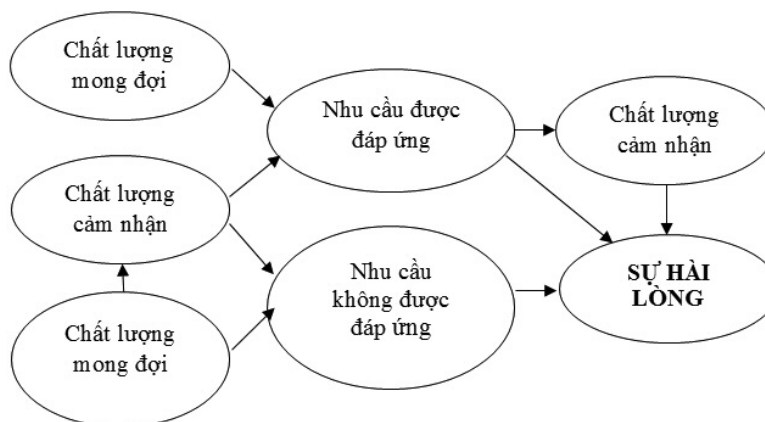 Chất lượng
mong đợi
Nhu cầu được
đáp ứng
Chất lượng
cảm nhận
Chất lượng
cảm nhận
Nhu cầu
không được
đáp ứng
SỰ HÀI
LÒNG
Chất lượng
mong đợi